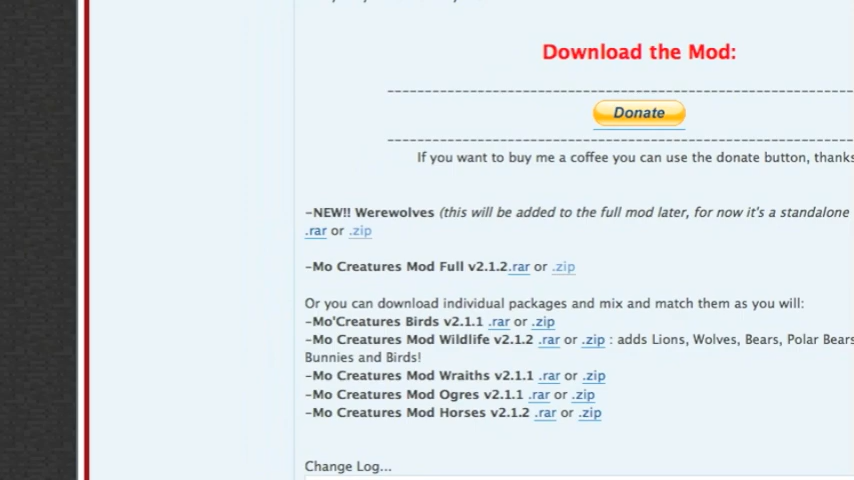 Download the Mod:
Donate
If you want to buy me a coffee you can use the donate button, thanks
-NEW!! Werewolves (this will be added to the full mod later, for now it's a standalone
.rar or .zip
-Mo Creatures Mod Full v2.1.2.rar or .zip
Or you can download individual packages and mix and match them as you will:
-Mo'Creatures Birds v2.1.1 .rar or .zip
-Mo Creatures Mod Wildlife v2.1.2 .rar or .zip : adds Lions, Wolves, Bears, Polar Bears
Bunnies and Birds!
-Mo Creatures Mod Wraiths v2.1.1 .rar or .zip
-Mo Creatures Mod Ogres v2.1.1 .rar or .zip
-Mo Creatures Mod Horses v2.1.2 .rar or .zip
Change Log...